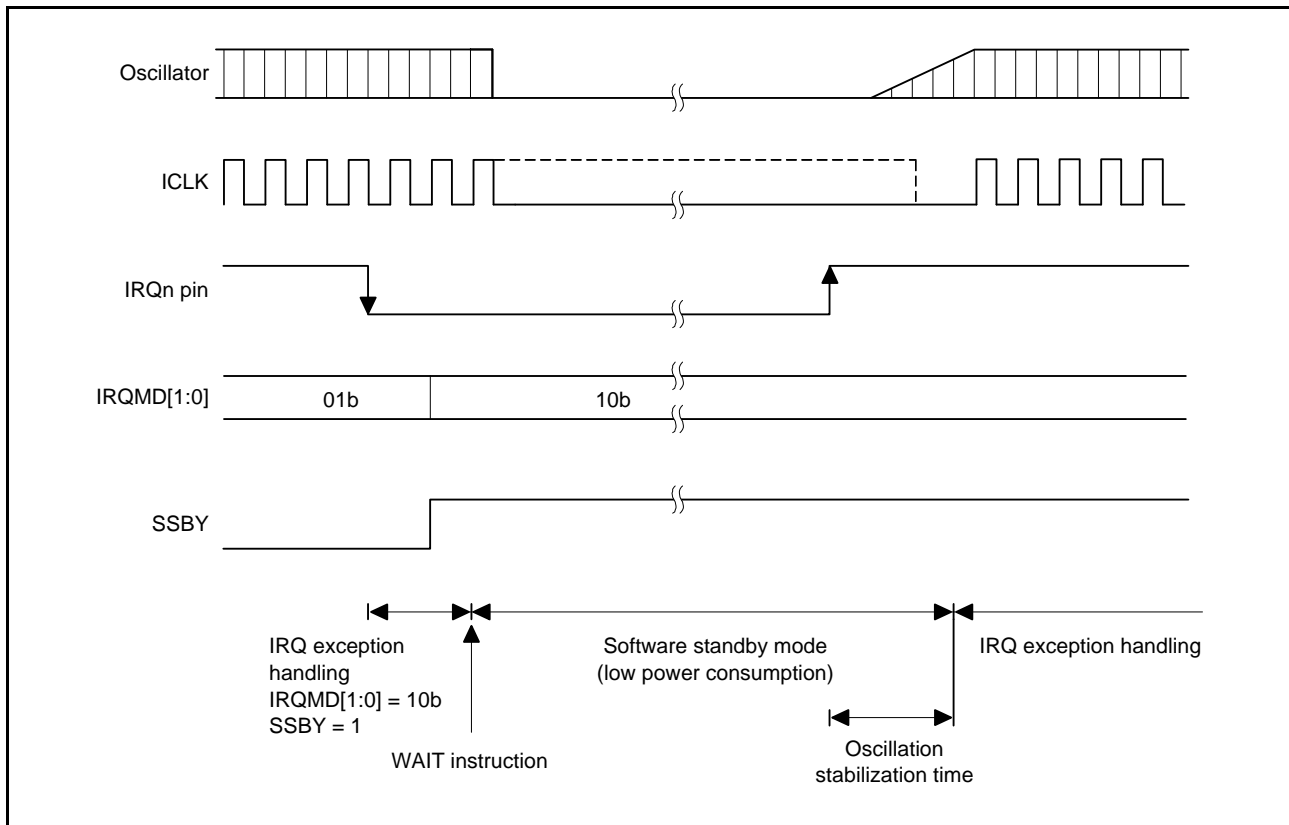 Oscillator
ICLK
IRQn pin
IRQMD[1:0]
01b
10b
SSBY
IRQ exception
handling
IRQMD[1:0] = 10b
SSBY = 1
WAIT instruction
Software standby mode
(low power consumption)
Oscillation
stabilization time
IRQ exception handling